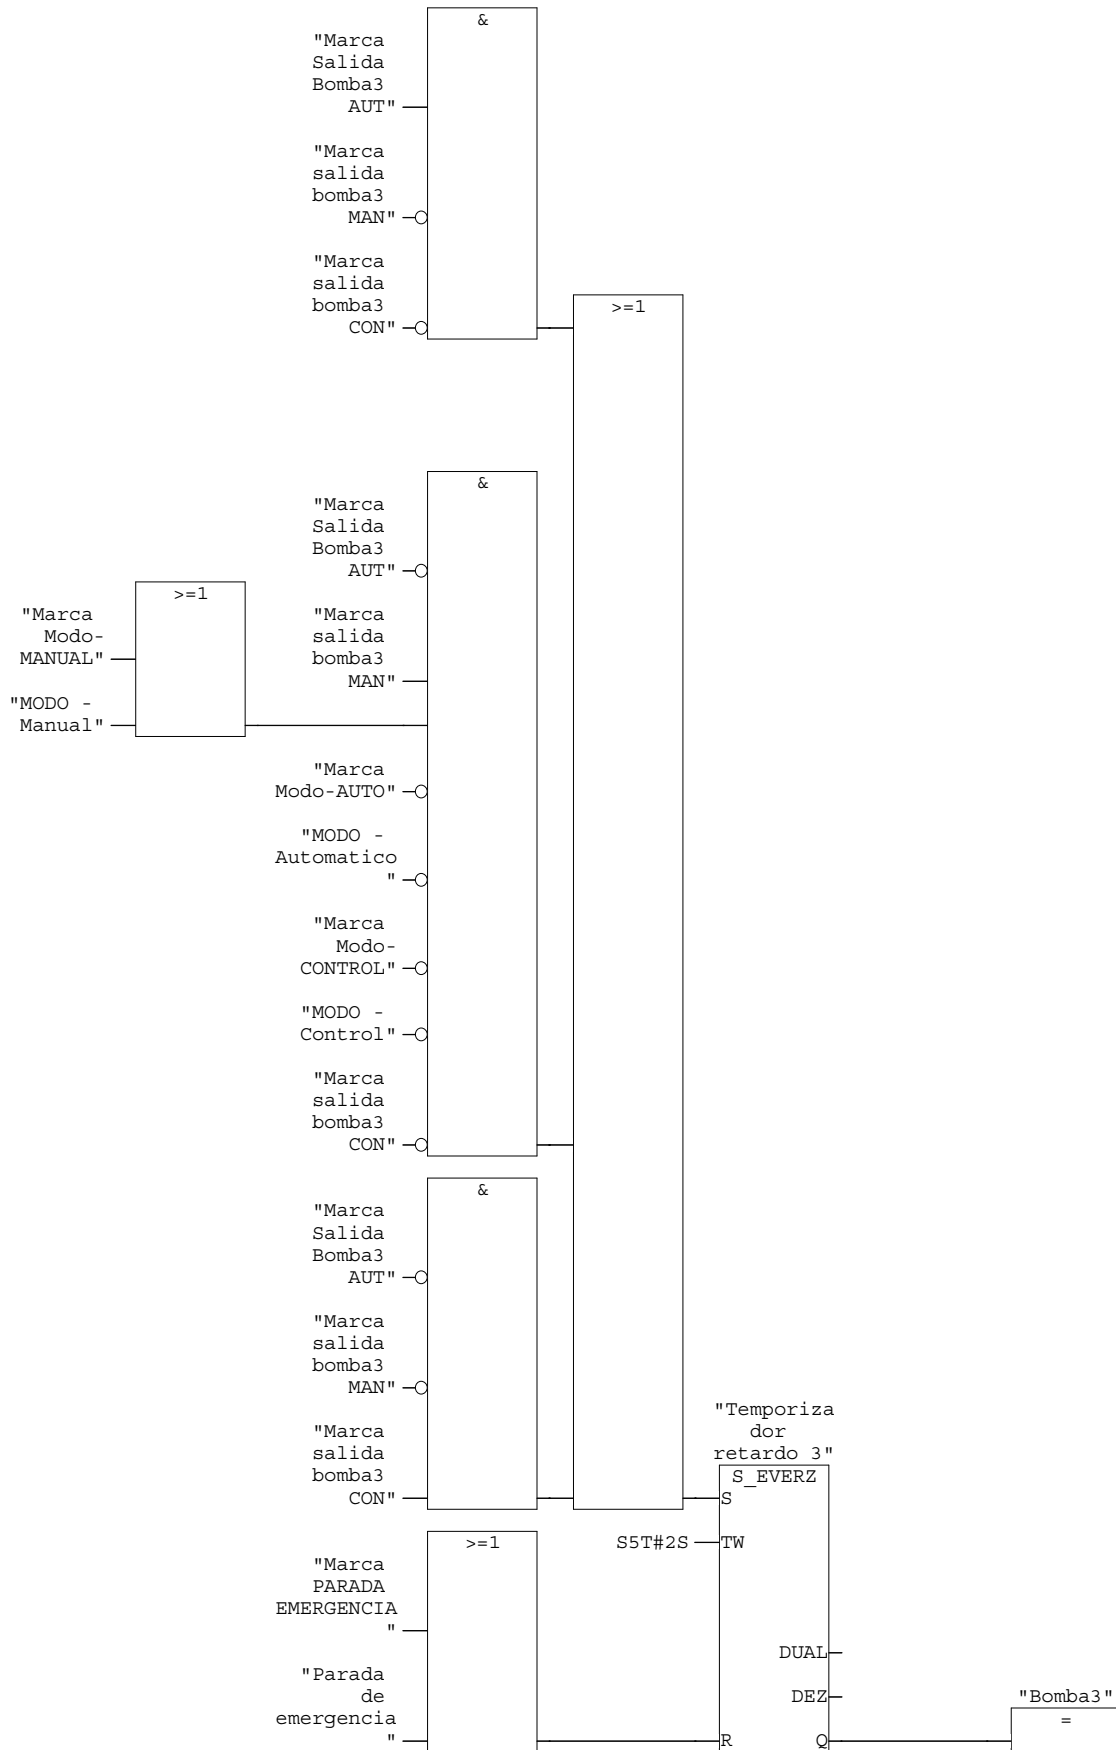 &
"Marca
Salida
Bomba3
AUT"
"Marca
salida
bomba3
MAN"
"Marca
salida
bomba3
CON"
>=1
&
"Marca
Salida
Bomba3
AUT"
>=1
"Marca
Modo-
MANUAL"
"Marca
salida
bomba3
MAN"
"MODO -
Manual"
"Marca
Modo-AUTO"
"MODO -
Automatico
"
"Marca
Modo-
CONTROL"
"MODO -
Control"
"Marca
salida
bomba3
CON"
&
"Marca
Salida
Bomba3
AUT"
"Marca
salida
bomba3
MAN"
"Marca
salida
bomba3
CON"
"Temporiza
dor
retardo 3"
S_EVERZ
S
S5T#2S
TW
>=1
"Marca
PARADA
EMERGENCIA
"
DUAL
"Parada
de
emergencia
"
DEZ
"Bomba3"
=
R
Q